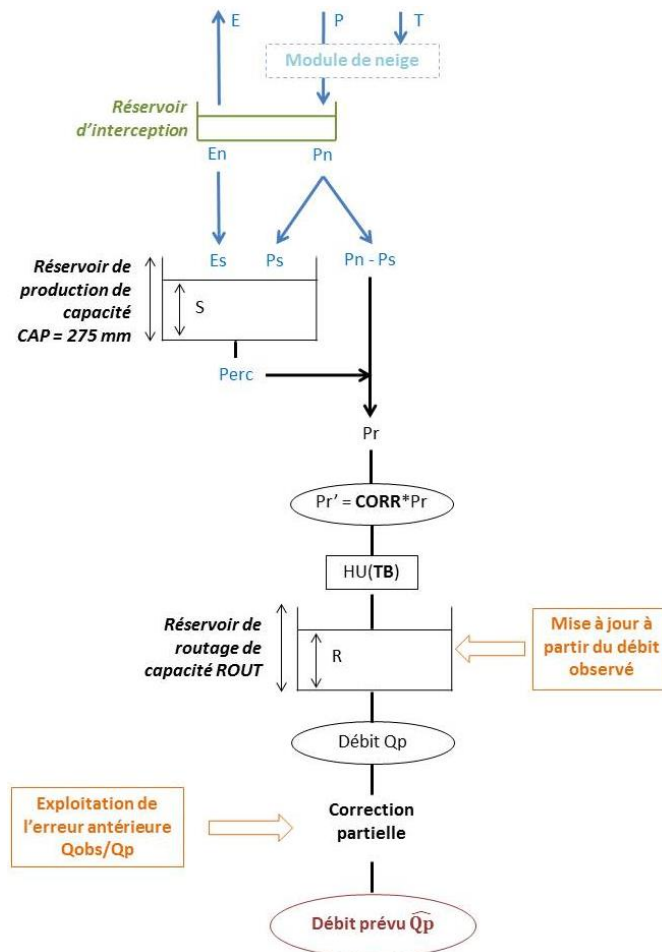 E
P
T
Module de neige
Réservoir
d'interception
En
Pn
Es
Ps
Pn - Ps
Réservoir de
production de
capacité
CAP = 275 mm
S
Perc
Pr
Pr' = CORR*Pr
HU(TB)
Réservoir de
routage de
capacité ROUT
R
Mise à jour à
partir du débit
observé
Débit Qp
Exploitation de
l'erreur antérieure
Qobs/Qp
Correction
partielle
Débit prévu Q̂p